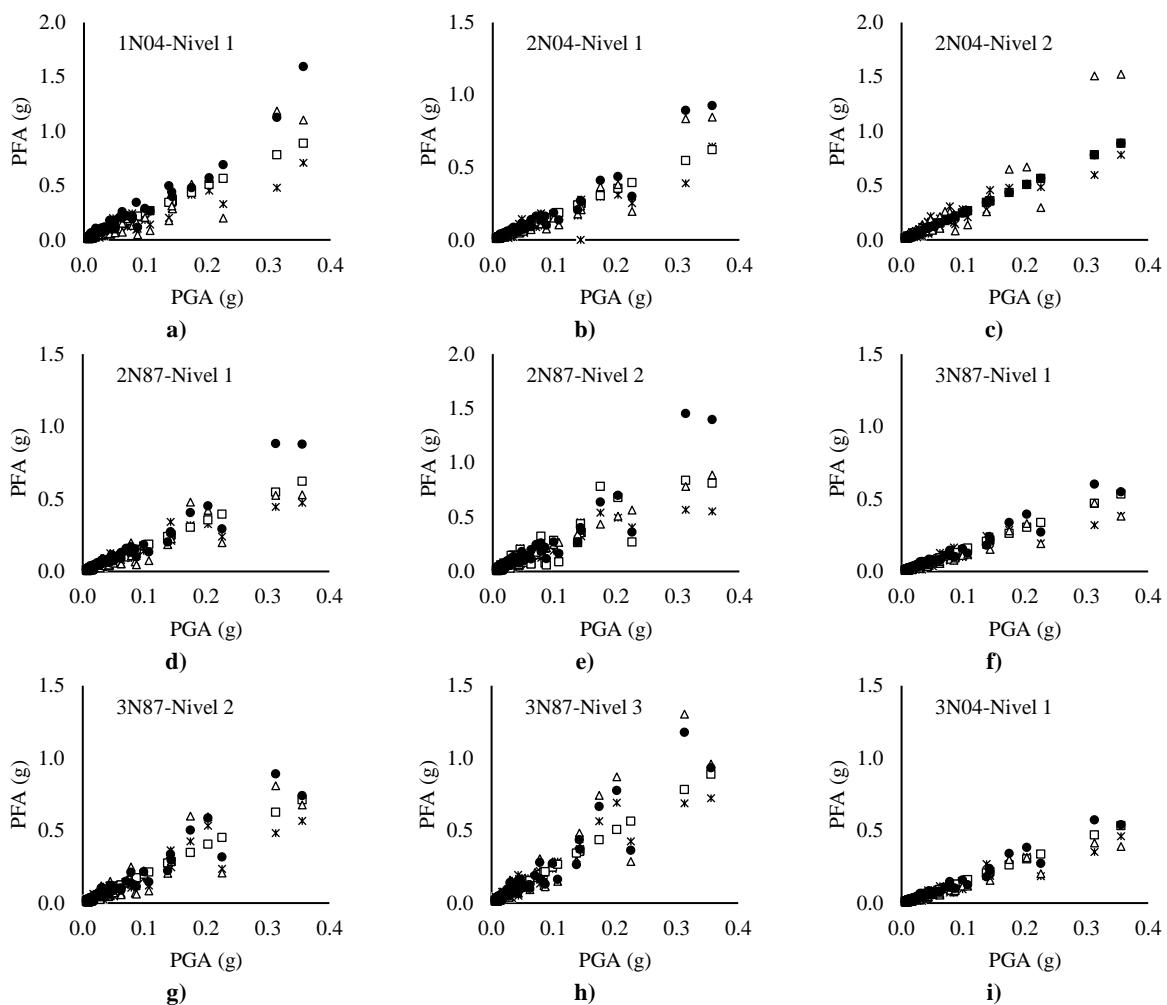 1N04-Nivel 1
2.0
1.5
1.0
0.5
0.0
PFA (g)
0.0 0.1 0.2 0.3 0.4
PGA (g)
a)
2N04-Nivel 1
1.5
1.0
0.5
0.0
PFA (g)
0.0 0.1 0.2 0.3 0.4
PGA (g)
b)
2N04-Nivel 2
2.0
1.5
1.0
0.5
0.0
PFA (g)
0.0 0.1 0.2 0.3 0.4
PGA (g)
c)
2N87-Nivel 1
1.5
1.0
0.5
0.0
PFA (g)
0.0 0.1 0.2 0.3 0.4
PGA (g)
d)
2N87-Nivel 2
2.0
1.5
1.0
0.5
0.0
PFA (g)
0.0 0.1 0.2 0.3 0.4
PGA (g)
e)
3N87-Nivel 1
1.5
1.0
0.5
0.0
PFA (g)
0.0 0.1 0.2 0.3 0.4
PGA (g)
f)
3N87-Nivel 2
1.5
1.0
0.5
0.0
PFA (g)
0.0 0.1 0.2 0.3 0.4
PGA (g)
g)
3N87-Nivel 3
1.5
1.0
0.5
0.0
PFA (g)
0.0 0.1 0.2 0.3 0.4
PGA (g)
h)
3N04-Nivel 1
1.5
1.0
0.5
0.0
PFA (g)
0.0 0.1 0.2 0.3 0.4
PGA (g)
i)